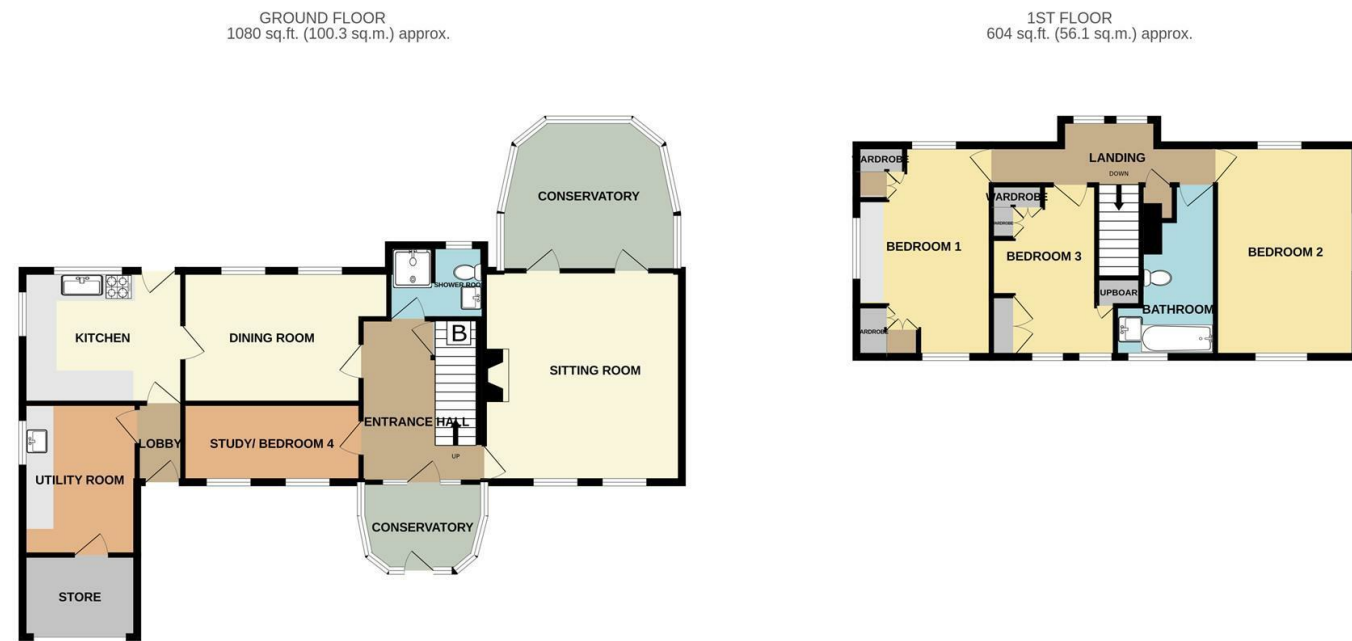 GROUND FLOOR
1080 sq.ft. (100.3 sq.m.) approx.
CONSERVATORY
SHOWER ROOM
KITCHEN
DINING ROOM
B
SITTING ROOM
ENTRANCE HALL
STUDY/ BEDROOM 4
LOBBY
UP
UTILITY ROOM
CONSERVATORY
STORE
1ST FLOOR
604 sq.ft. (56.1 sq.m.) approx.
WARDROBE
LANDING
DOWN
WARDROBE
BEDROOM 1
BEDROOM 3
BEDROOM 2
UPBOAR
BATHROOM
ARDROBE